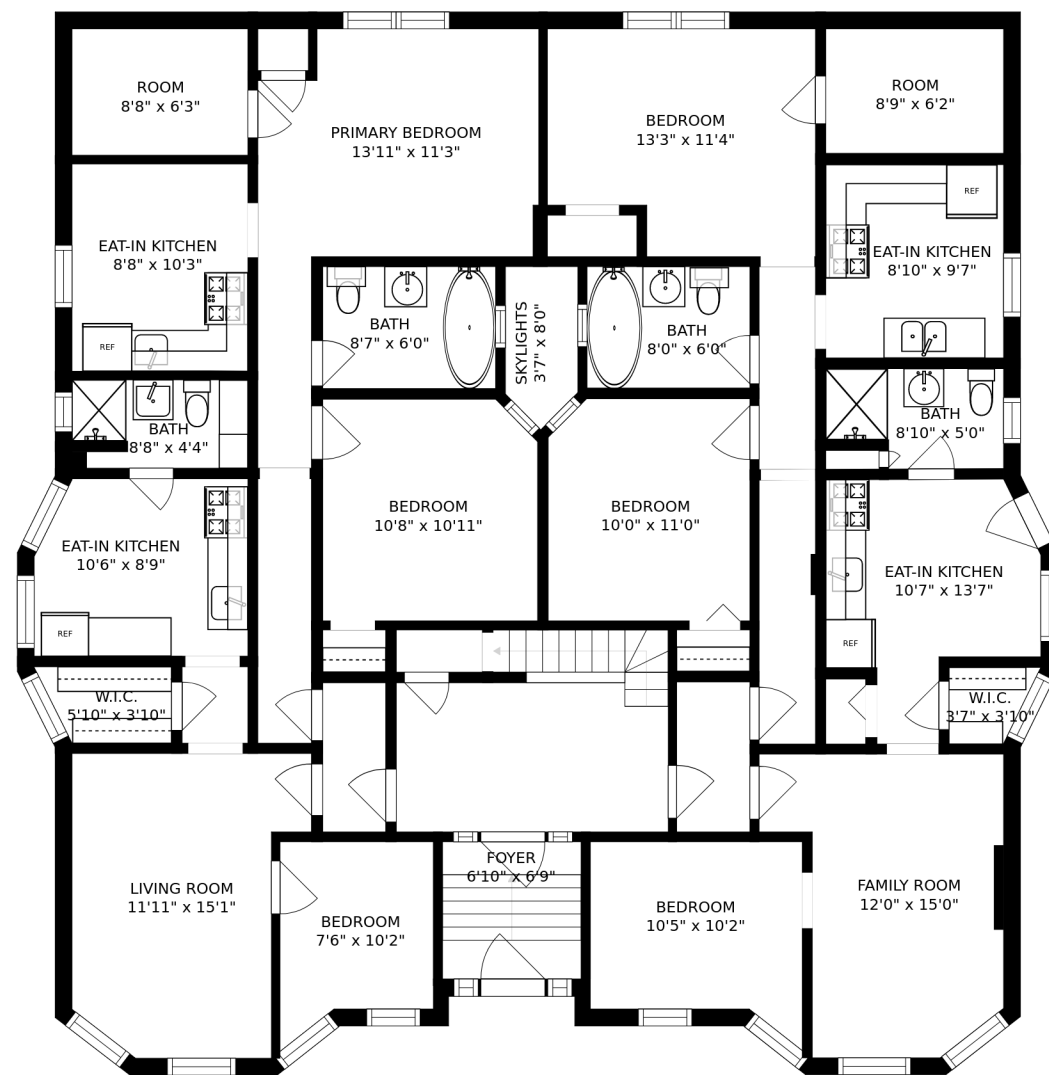 ROOM
8'8" x 6'3"
PRIMARY BEDROOM
13'11" x 11'3"
BEDROOM
13'3" x 11'4"
ROOM
8'9" x 6'2"
EAT-IN KITCHEN
8'8" x 10'3"
REF
REF
EAT-IN KITCHEN
8'10" x 9'7"
BATH
8'7" x 6'0"
SKYLIGHTS
3'7" x 8'0"
BATH
8'0" x 6'0"
BATH
8'8" x 4'4"
BATH
8'10" x 5'0"
BEDROOM
10'8" x 10'11"
BEDROOM
10'0" x 11'0"
EAT-IN KITCHEN
10'6" x 8'9"
REF
EAT-IN KITCHEN
10'7" x 13'7"
REF
W.I.C.
5'10" x 3'10"
W.I.C.
3'7" x 3'10"
LIVING ROOM
11'11" x 15'1"
BEDROOM
7'6" x 10'2"
FOYER
6'10" x 6'9"
BEDROOM
10'5" x 10'2"
FAMILY ROOM
12'0" x 15'0"